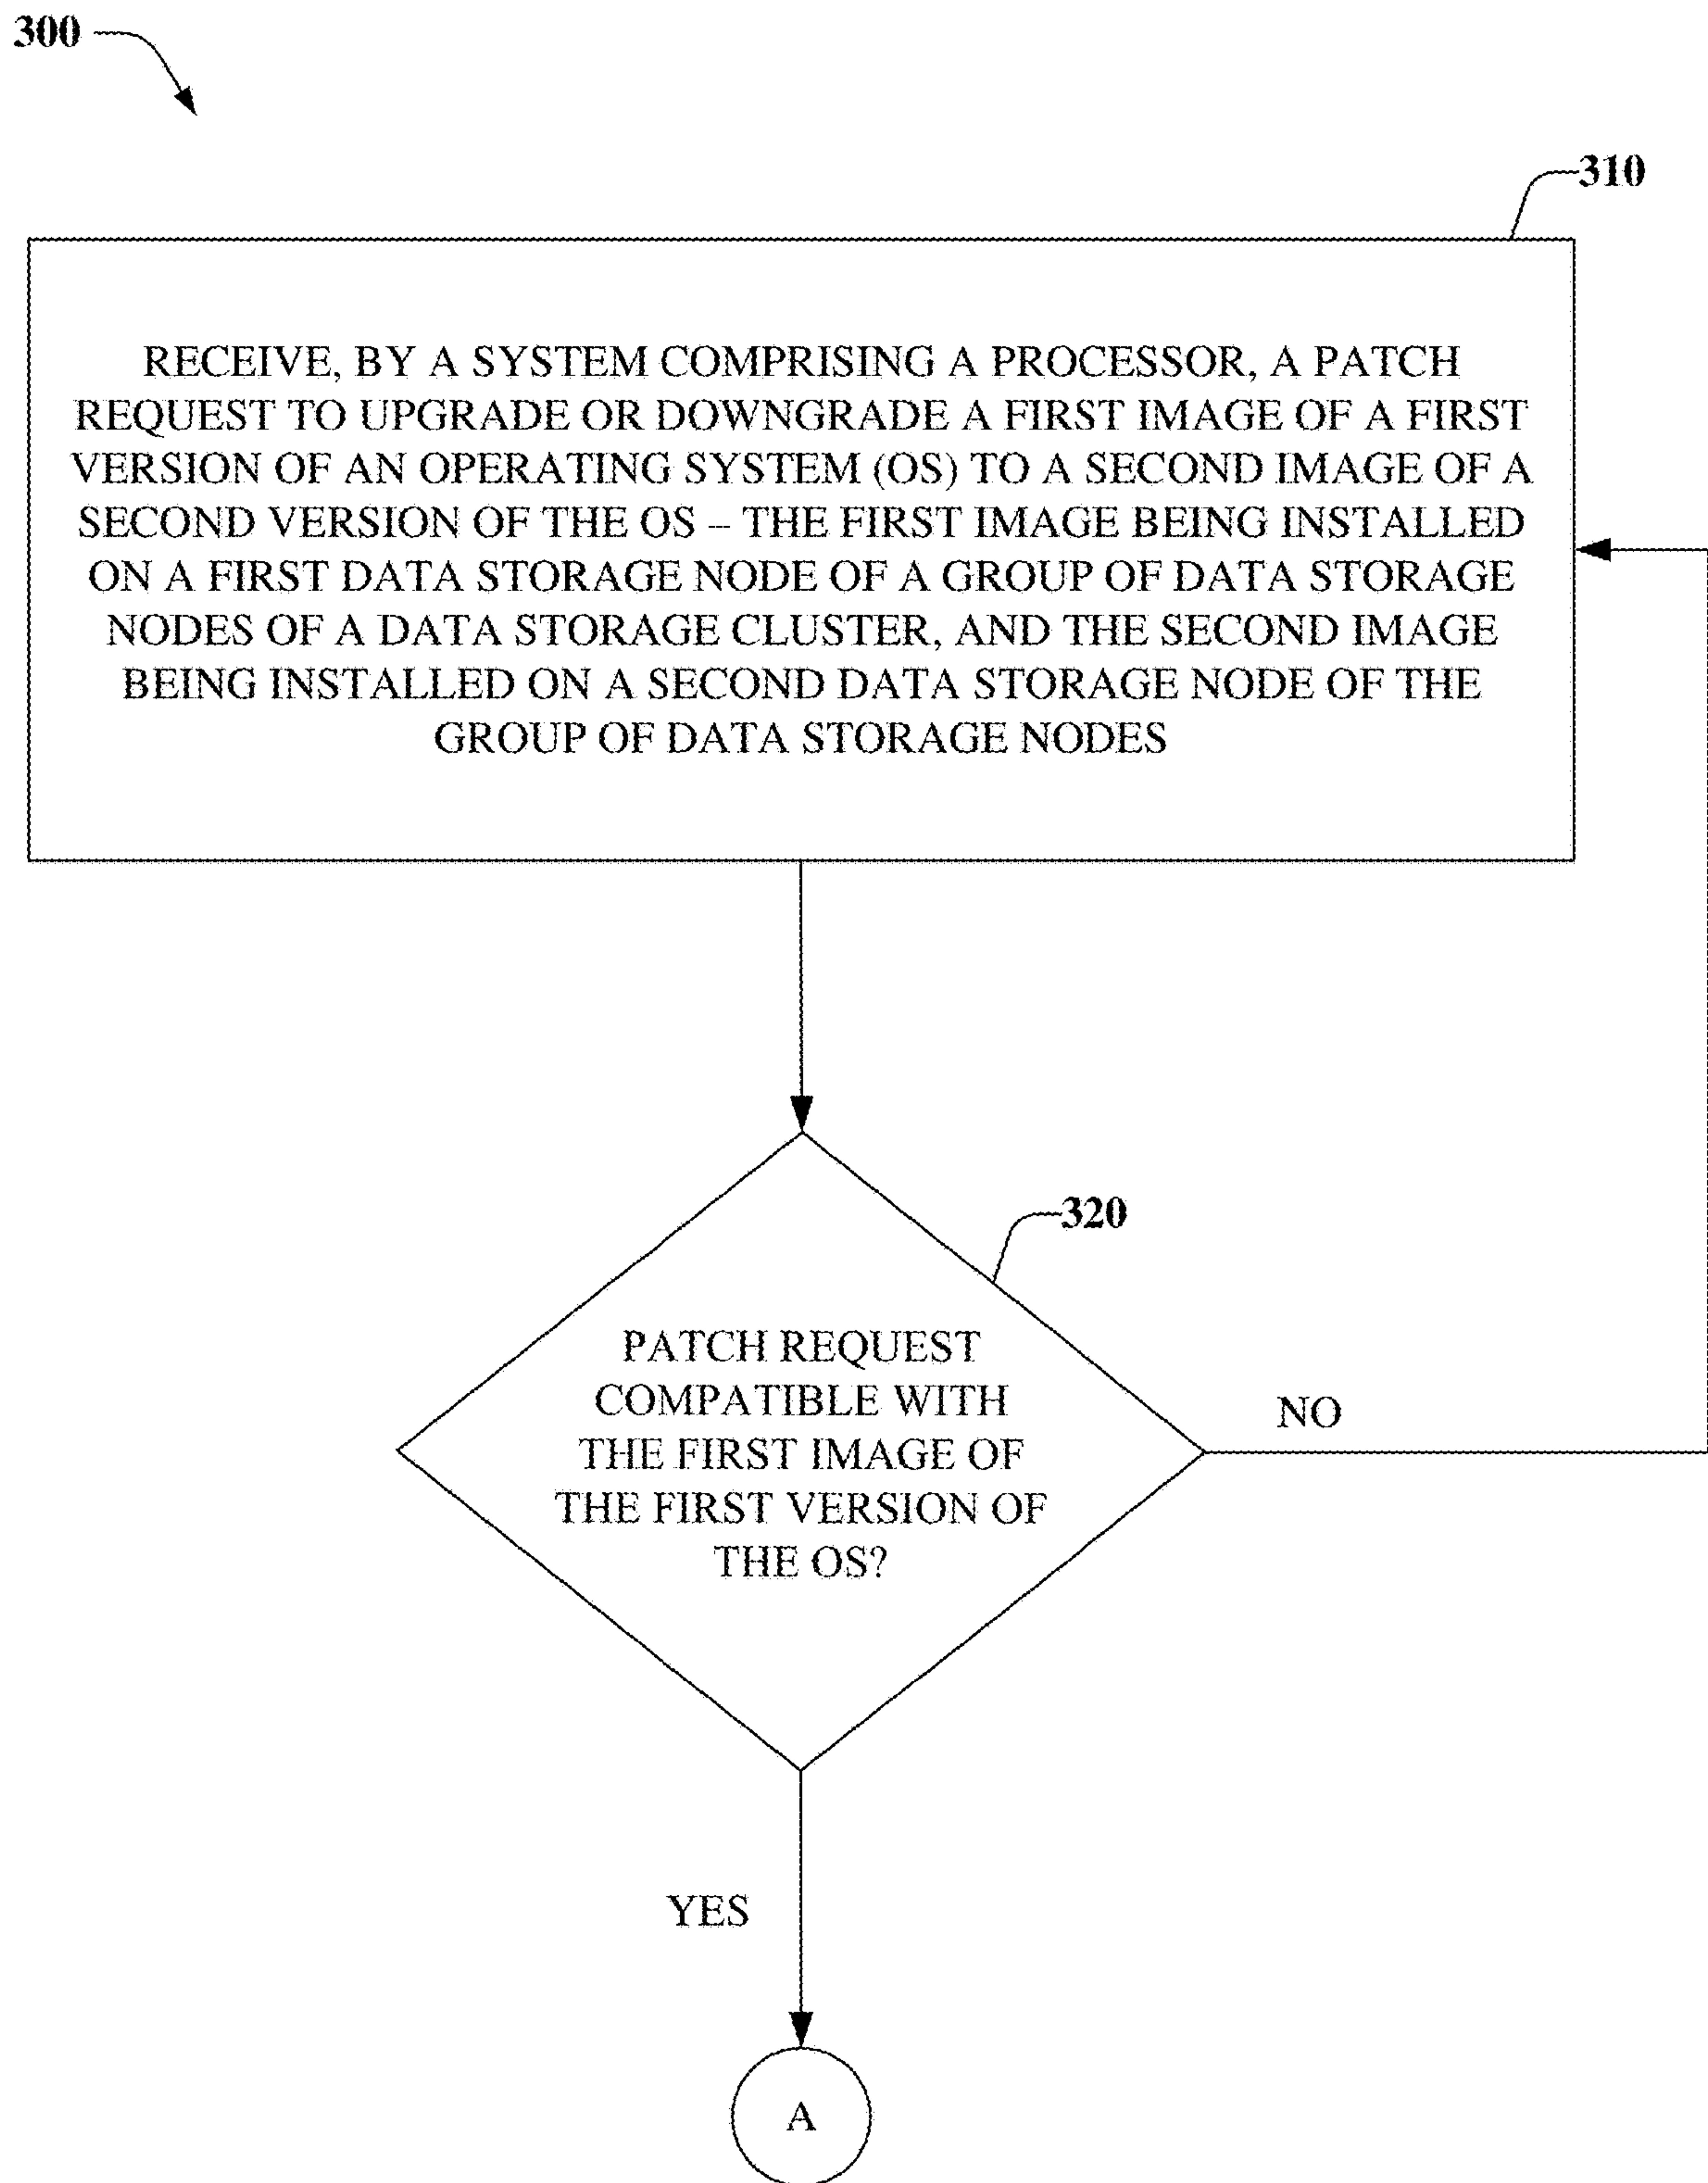 300
310
RECEIVE, BY A SYSTEM COMPRISING A PROCESSOR, A PATCH
REQUEST TO UPGRADE OR DOWNGRADE A FIRST IMAGE OF A FIRST
VERSION OF AN OPERATING SYSTEM (OS) TO A SECOND IMAGE OF A
SECOND VERSION OF THE OS – THE FIRST IMAGE BEING INSTALLED
ON A FIRST DATA STORAGE NODE OF A GROUP OF DATA STORAGE
NODES OF A DATA STORAGE CLUSTER, AND THE SECOND IMAGE
BEING INSTALLED ON A SECOND DATA STORAGE NODE OF THE
GROUP OF DATA STORAGE NODES
320
PATCH REQUEST
COMPATIBLE WITH
THE FIRST IMAGE OF
THE FIRST VERSION OF
THE OS?
NO
YES
A